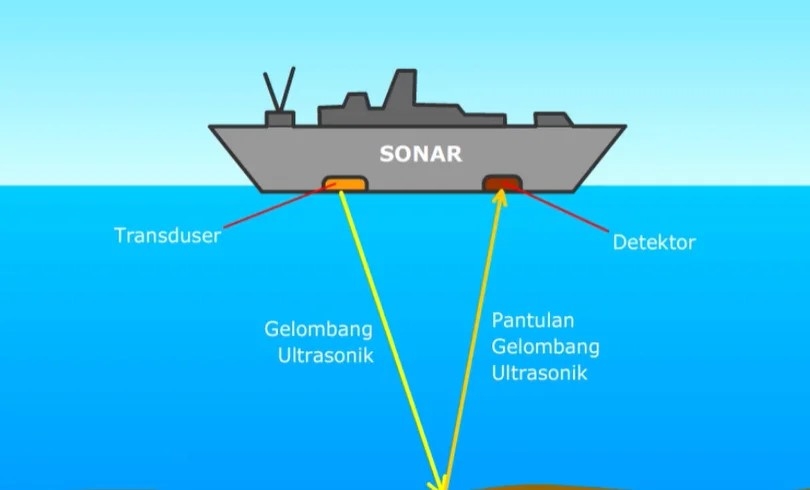 SONAR
Transduser
Detektor
Gelombang
Ultrasonik
Pantulan
Gelombang
Ultrasonik